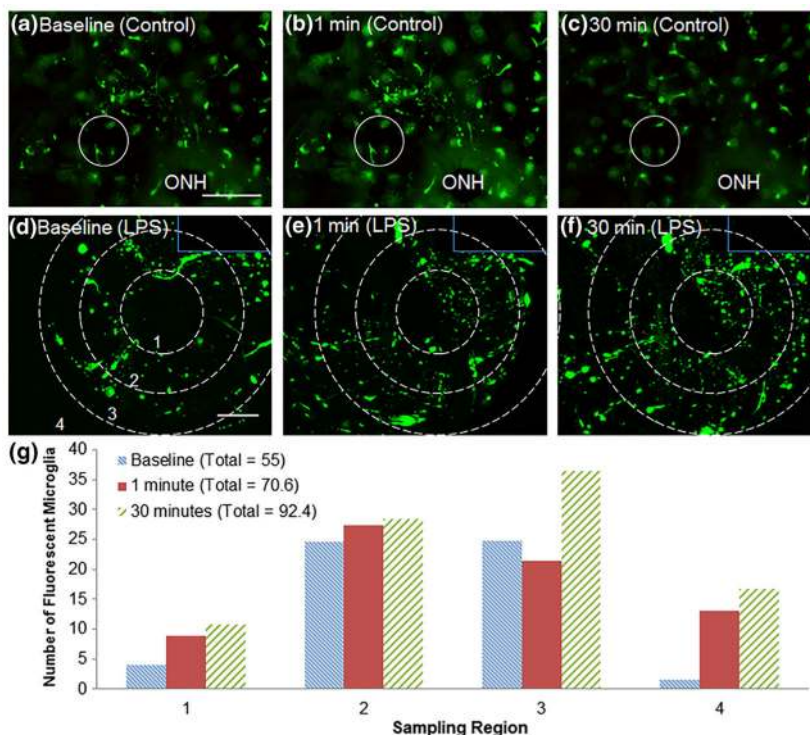 (a) Baseline (Control)
(b) 1 min (Control)
(c) 30 min (Control)
ONH
ONH
ONH
(d) Baseline (LPS)
(e) 1 min (LPS)
(f) 30 min (LPS)
1
2
3
4
(g)
Number of Fluorescent Microglia
40
35
30
25
20
15
10
5
0
Baseline (Total = 55)
1 minute (Total = 70.6)
30 minutes (Total = 92.4)
1 2 3 4
Sampling Region